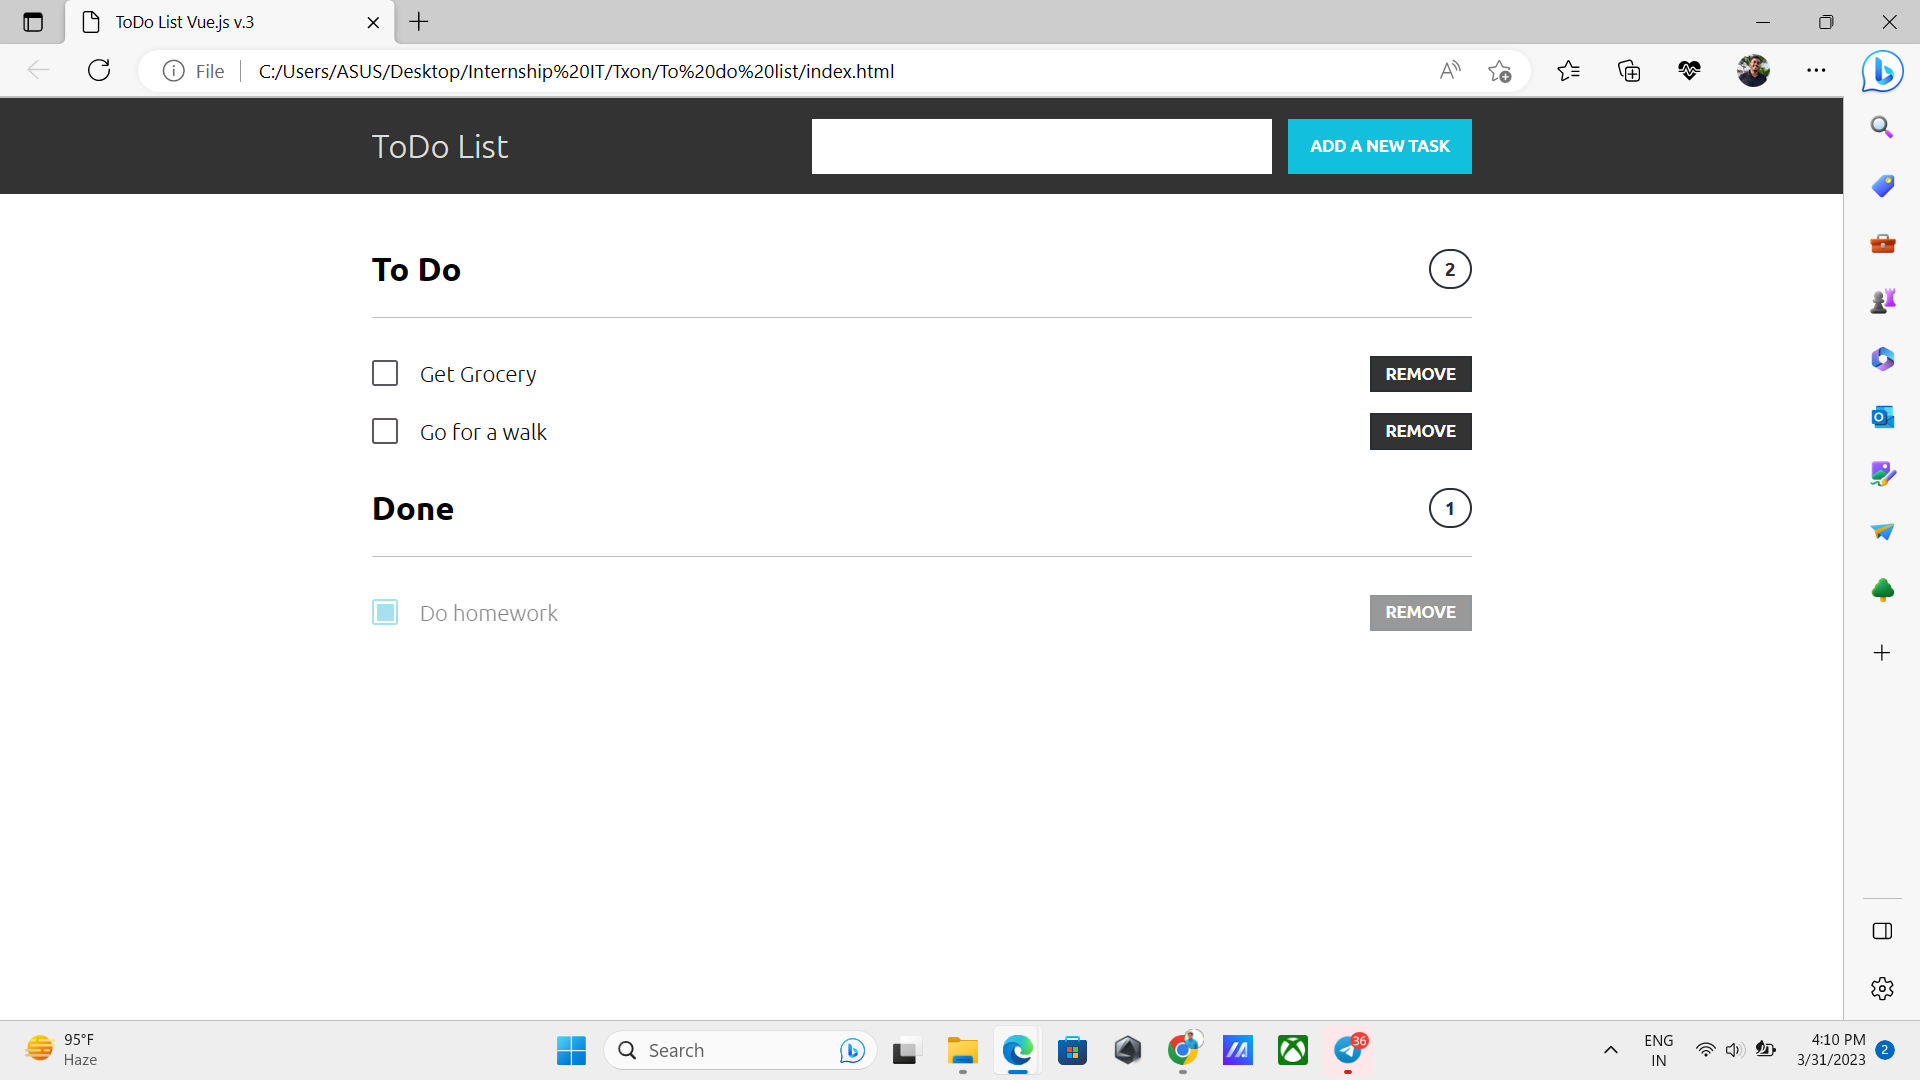 ToDo List Vue.js v.3
File C:/Users/ASUS/Desktop/Internship%20IT/Txon/To%20do%20list/index.html
ToDo List ADD A NEW TASK
To Do 2
Get Grocery REMOVE
Go for a walk REMOVE
Done 1
Do homework REMOVE
95°F
Haze
Search
36
ENG
IN
4:10 PM
3/31/2023
2